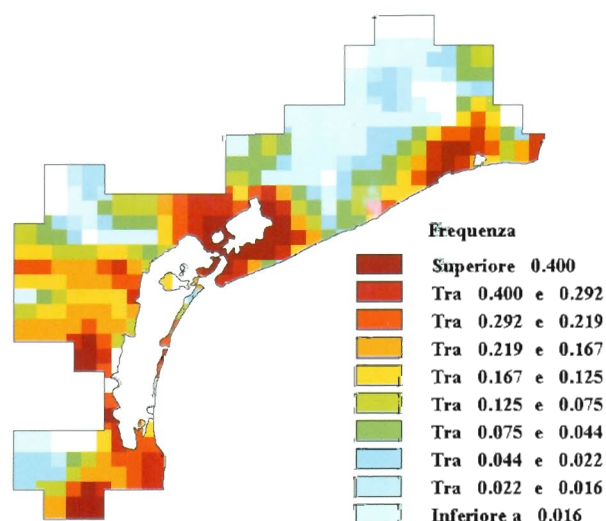 Frequenza
Superiore 0.400
Tra 0.400 e 0.292
Tra 0.292 e 0.219
Tra 0.219 e 0.167
Tra 0.167 e 0.125
Tra 0.125 e 0.075
Tra 0.075 e 0.044
Tra 0.044 e 0.022
Tra 0.022 e 0.016
Inferiore a 0.016